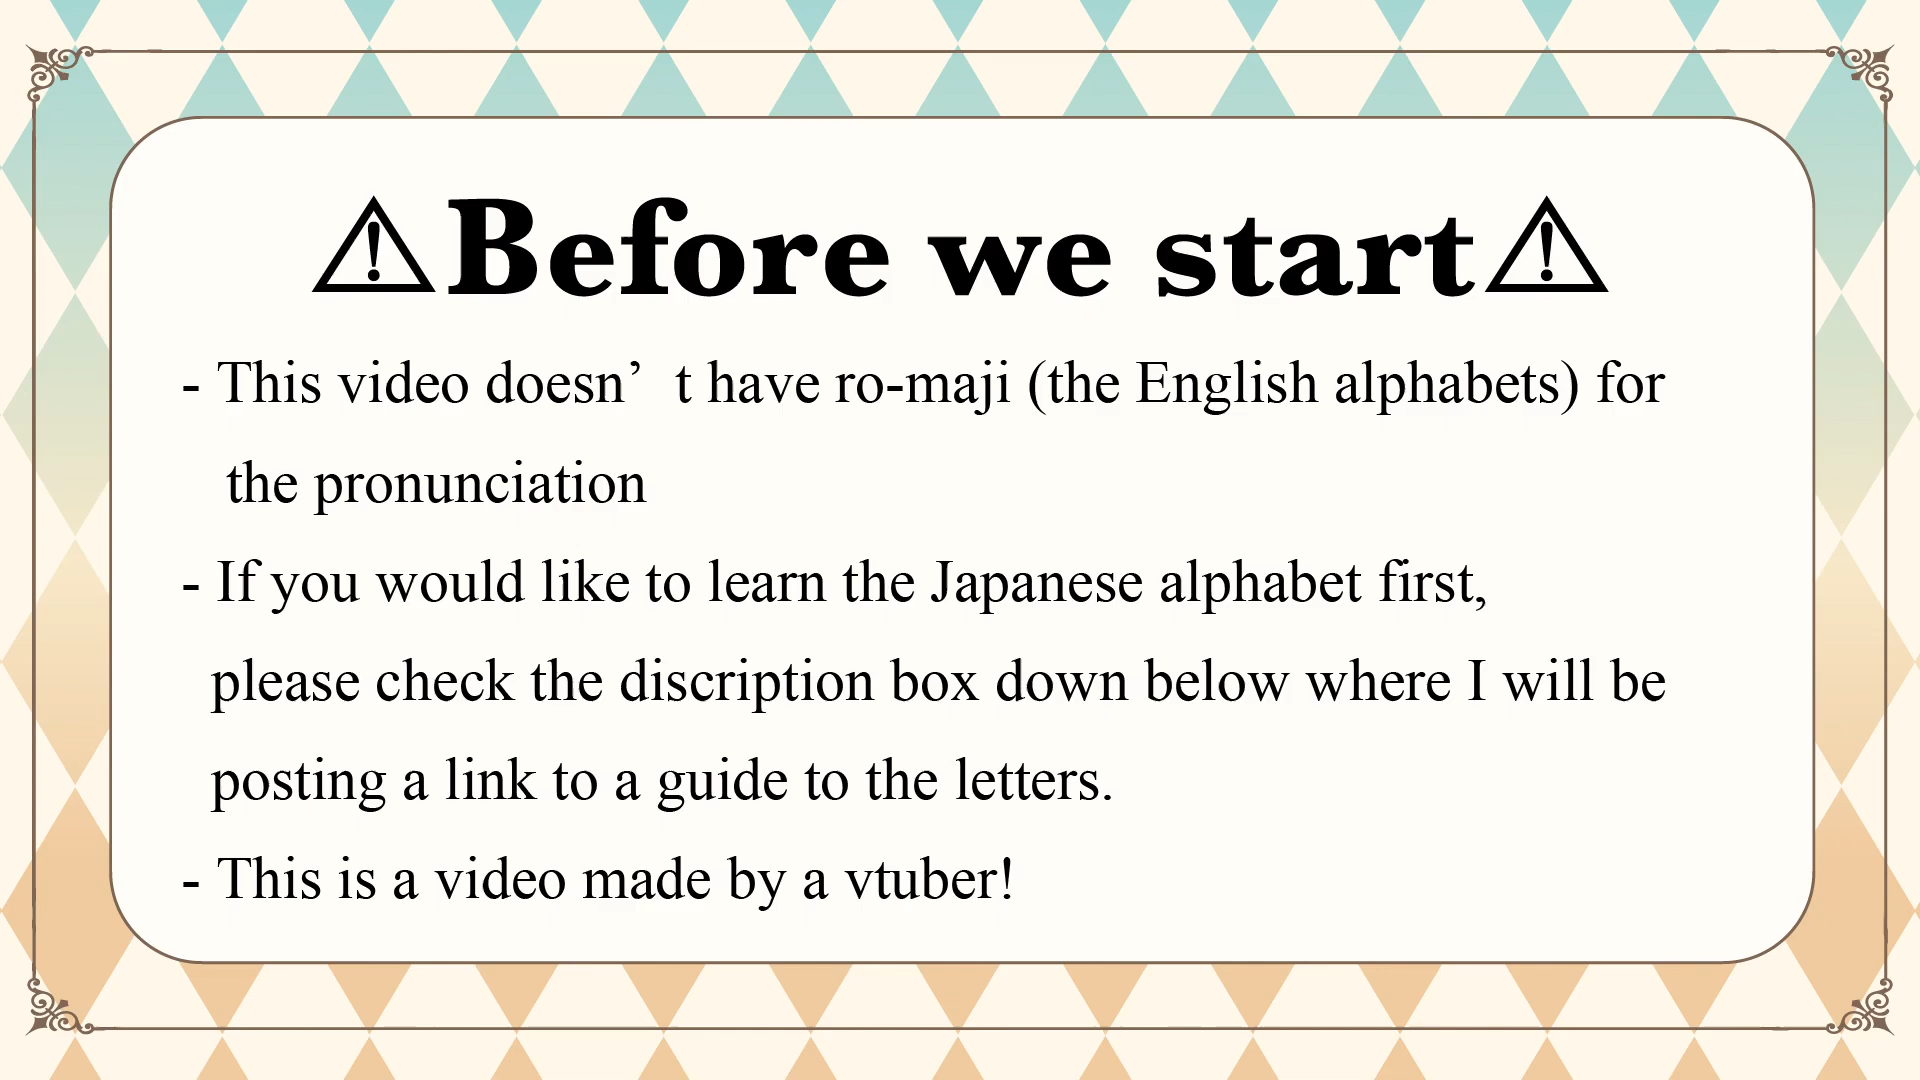 ⚠Before we start⚠
- This video doesn’t have ro-maji (the English alphabets) for
the pronunciation
- If you would like to learn the Japanese alphabet first,
please check the discription box down below where I will be
posting a link to a guide to the letters.
- This is a video made by a vtuber!